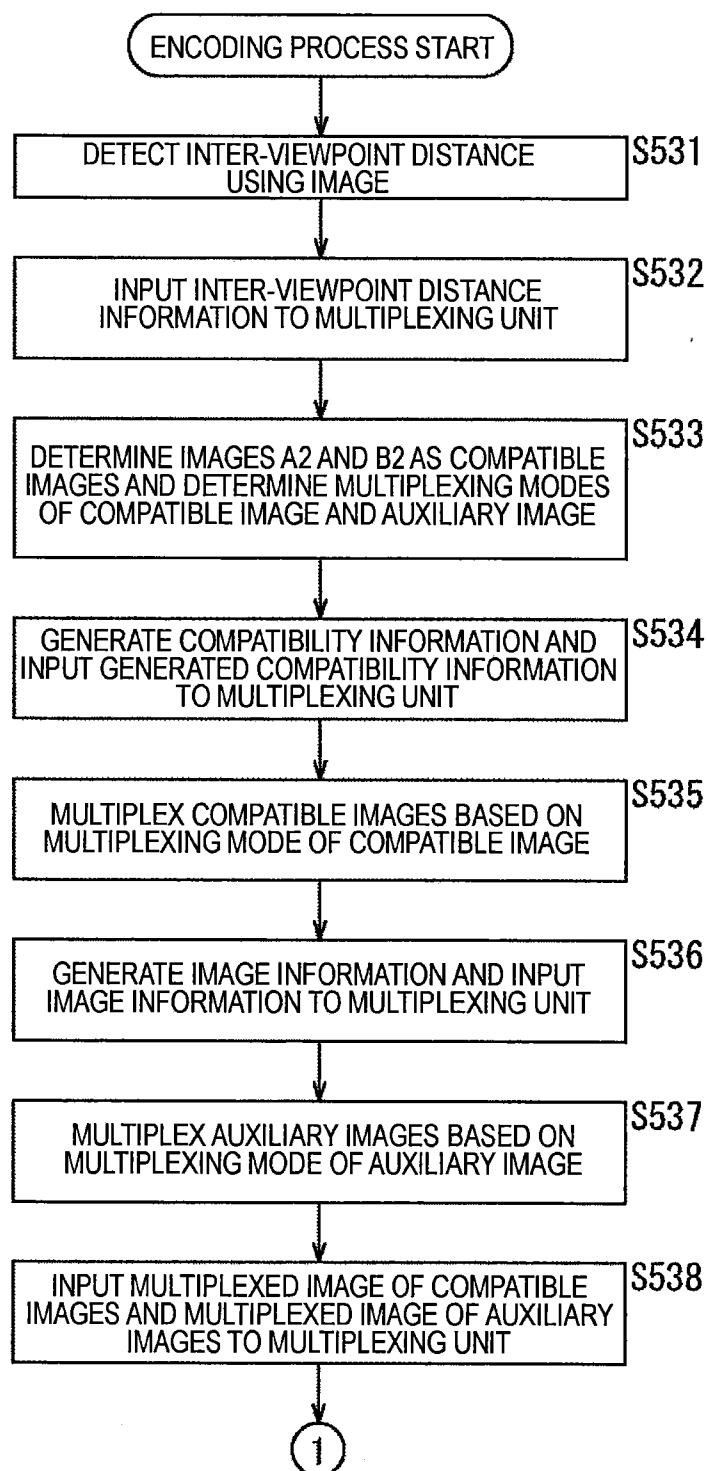 ENCODING PROCESS START
S531
DETECT INTER-VIEWPOINT DISTANCE
USING IMAGE
S532
INPUT INTER-VIEWPOINT DISTANCE
INFORMATION TO MULTIPLEXING UNIT
S533
DETERMINE IMAGES A2 AND B2 AS COMPATIBLE
IMAGES AND DETERMINE MULTIPLEXING MODES
OF COMPATIBLE IMAGE AND AUXILIARY IMAGE
S534
GENERATE COMPATIBILITY INFORMATION AND
INPUT GENERATED COMPATIBILITY INFORMATION
TO MULTIPLEXING UNIT
S535
MULTIPLEX COMPATIBLE IMAGES BASED ON
MULTIPLEXING MODE OF COMPATIBLE IMAGE
S536
GENERATE IMAGE INFORMATION AND INPUT
IMAGE INFORMATION TO MULTIPLEXING UNIT
S537
MULTIPLEX AUXILIARY IMAGES BASED ON
MULTIPLEXING MODE OF AUXILIARY IMAGE
S538
INPUT MULTIPLEXED IMAGE OF COMPATIBLE
IMAGES AND MULTIPLEXED IMAGE OF AUXILIARY
IMAGES TO MULTIPLEXING UNIT
1